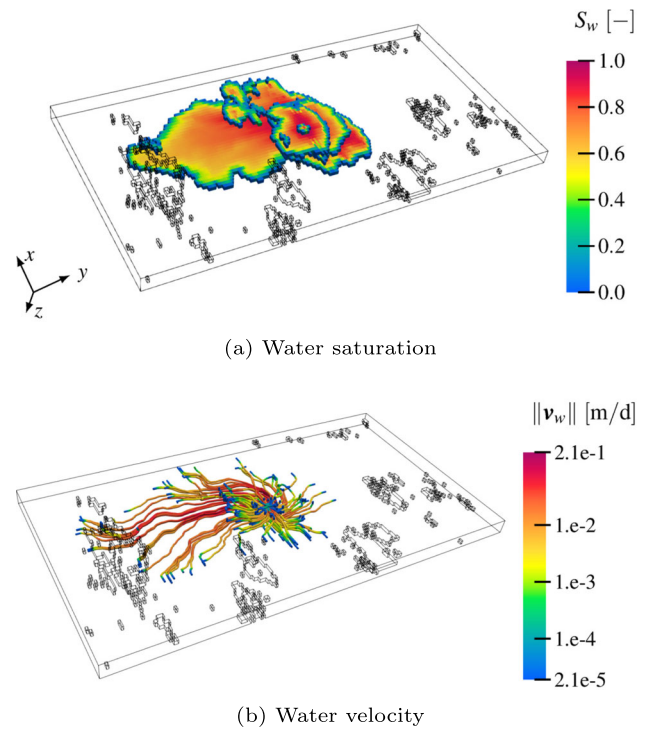 S_w [−]
1.0
0.8
0.6
0.4
0.2
0.0
x
y
z
(a) Water saturation
‖v_w‖ [m/d]
2.1e-1
1.e-2
1.e-3
1.e-4
2.1e-5
(b) Water velocity